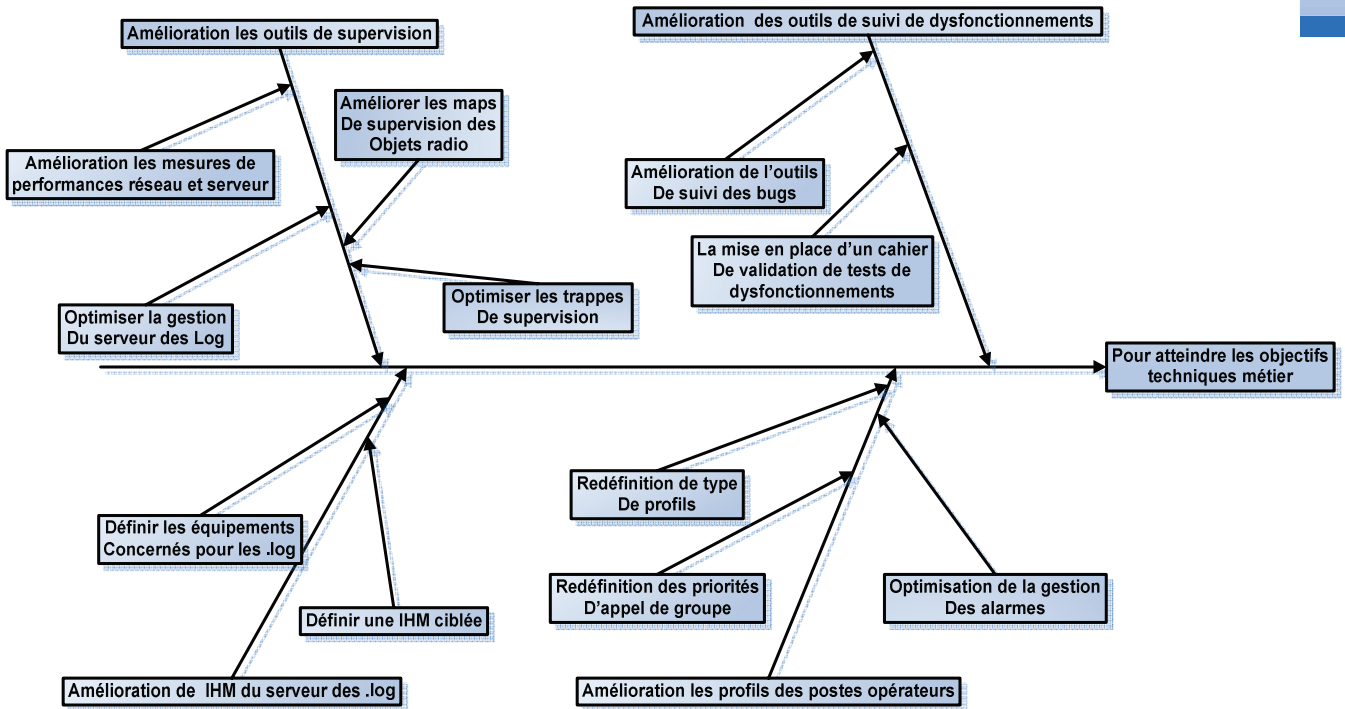 Amélioration les outils de supervision
Amélioration des outils de suivi de dysfonctionnements
Améliorer les maps
De supervision des
Objets radio
Amélioration les mesures de
performances réseau et serveur
Amélioration de l'outils
De suivi des bugs
La mise en place d'un cahier
De validation de tests de
dysfonctionnements
Optimiser les trappes
De supervision
Optimiser la gestion
Du serveur des Log
Pour atteindre les objectifs
techniques métier
Redéfinition de type
De profils
Définir les équipements
Concernés pour les .log
Redéfinition des priorités
D'appel de groupe
Optimisation de la gestion
Des alarmes
Définir une IHM ciblée
Amélioration de IHM du serveur des .log
Amélioration les profils des postes opérateurs